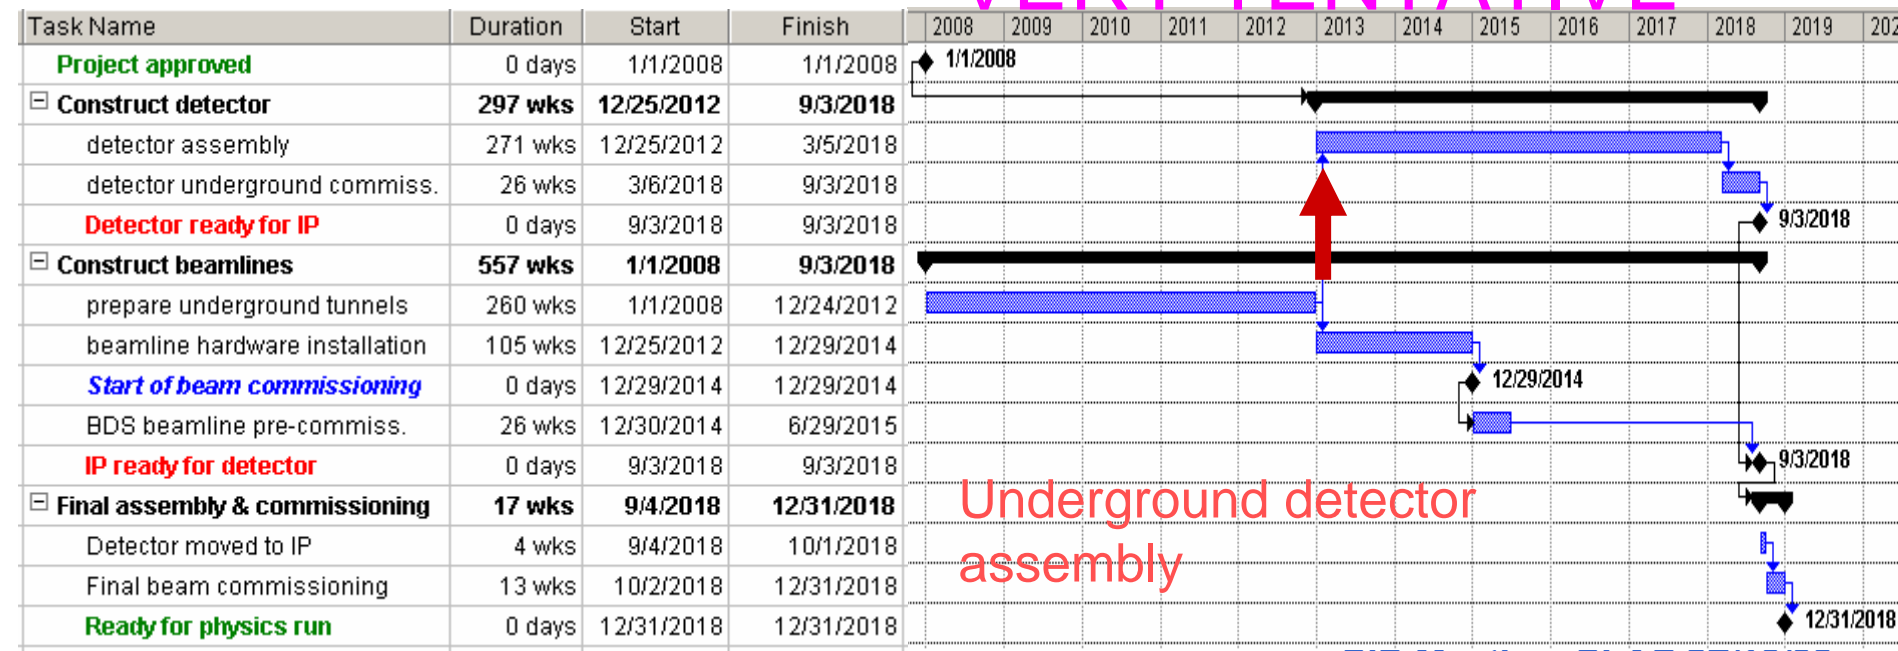 VERY TENTATIVE
Task Name Duration Start Finish 2008 2009 2010 2011 2012 2013 2014 2015 2016 2017 2018 2019
Project approved 0 days 1/1/2008 1/1/2008 1/1/2008
Construct detector 297 wks 12/25/2012 9/3/2018
detector assembly 271 wks 12/25/2012 3/5/2018
detector underground commiss. 26 wks 3/6/2018 9/3/2018
Detector ready for IP 0 days 9/3/2018 9/3/2018 9/3/2018
Construct beamlines 557 wks 1/1/2008 9/3/2018
prepare underground tunnels 260 wks 1/1/2008 12/24/2012
beamline hardware installation 105 wks 12/25/2012 12/29/2014
Start of beam commissioning 0 days 12/29/2014 12/29/2014 12/29/2014
BDS beamline pre-commiss. 26 wks 12/30/2014 6/29/2015
IP ready for detector 0 days 9/3/2018 9/3/2018 9/3/2018
Final assembly & commissioning 17 wks 9/4/2018 12/31/2018
Detector moved to IP 4 wks 9/4/2018 10/1/2018
Final beam commissioning 13 wks 10/2/2018 12/31/2018
Ready for physics run 0 days 12/31/2018 12/31/2018 12/31/2018
Underground detector
assembly